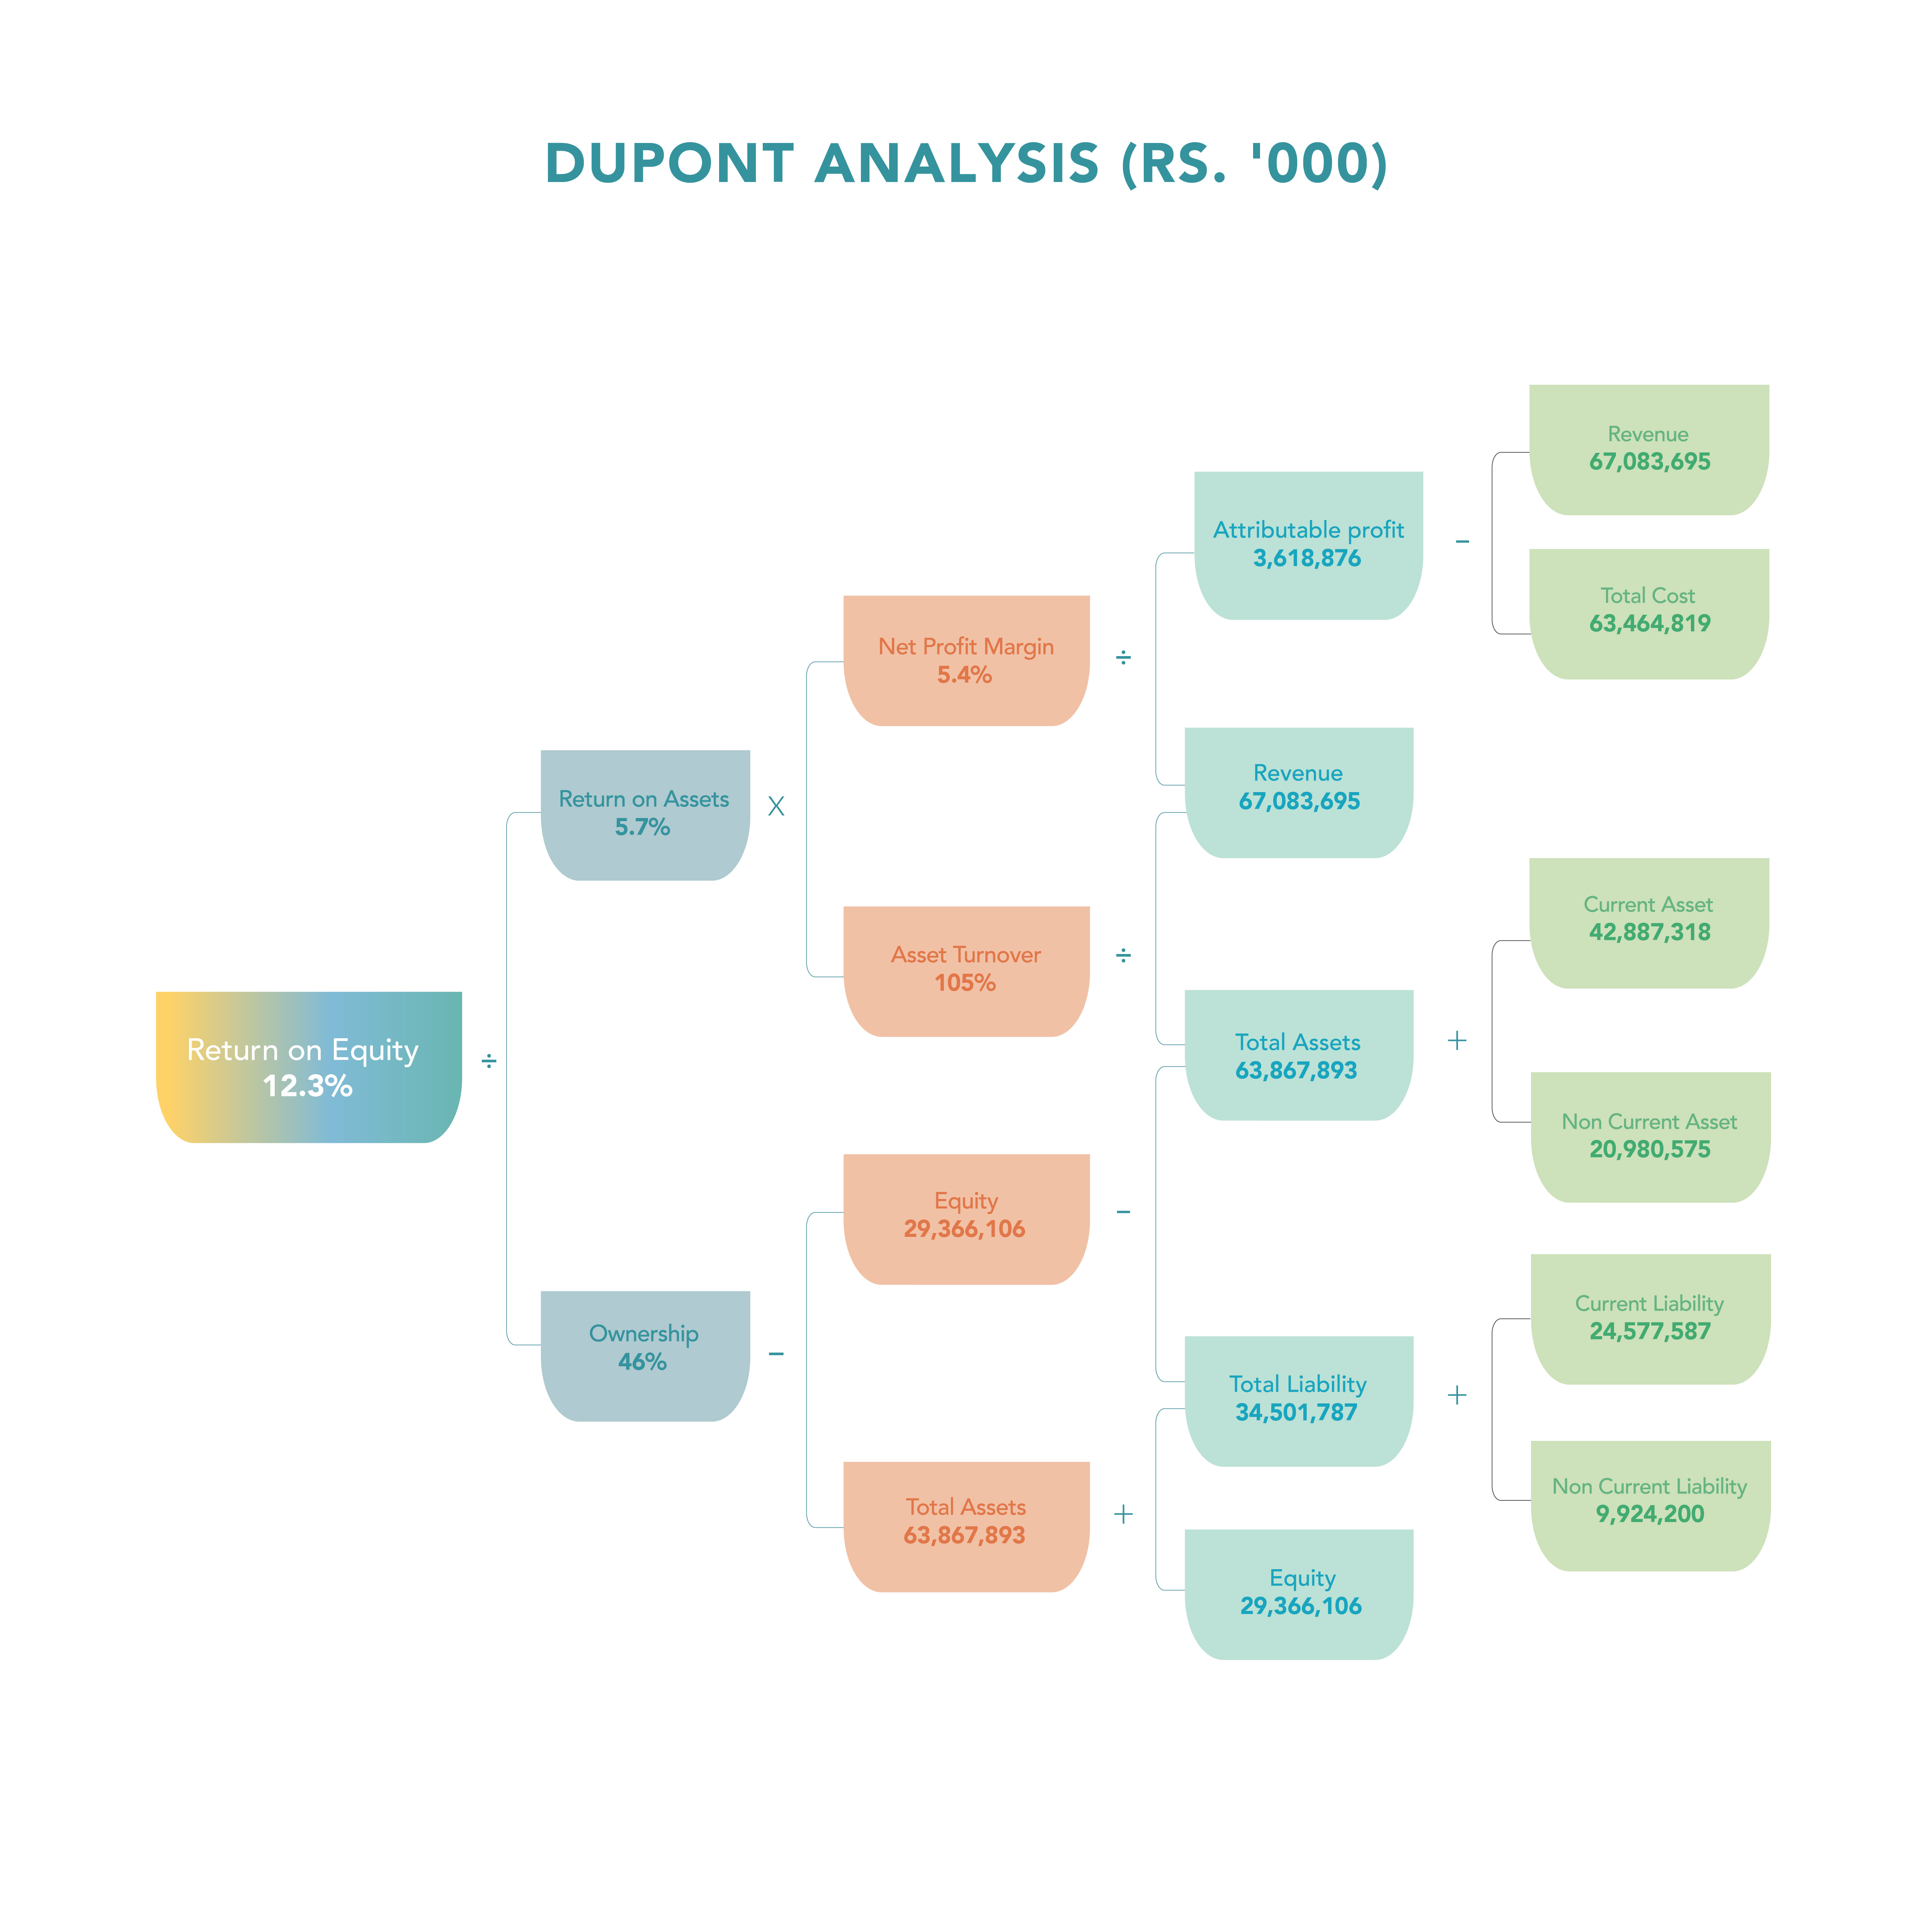 DUPONT ANALYSIS (RS. '000)
Return on Equity
12.3%
÷
Return on Assets
5.7%
X
Ownership
46%
–
Net Profit Margin
5.4%
÷
Asset Turnover
105%
÷
Equity
29,366,106
–
Total Assets
63,867,893
+
Attributable profit
3,618,876
–
Revenue
67,083,695
Total Assets
63,867,893
+
Total Liability
34,501,787
+
Equity
29,366,106
Revenue
67,083,695
Total Cost
63,464,819
Current Asset
42,887,318
Non Current Asset
20,980,575
Current Liability
24,577,587
Non Current Liability
9,924,200